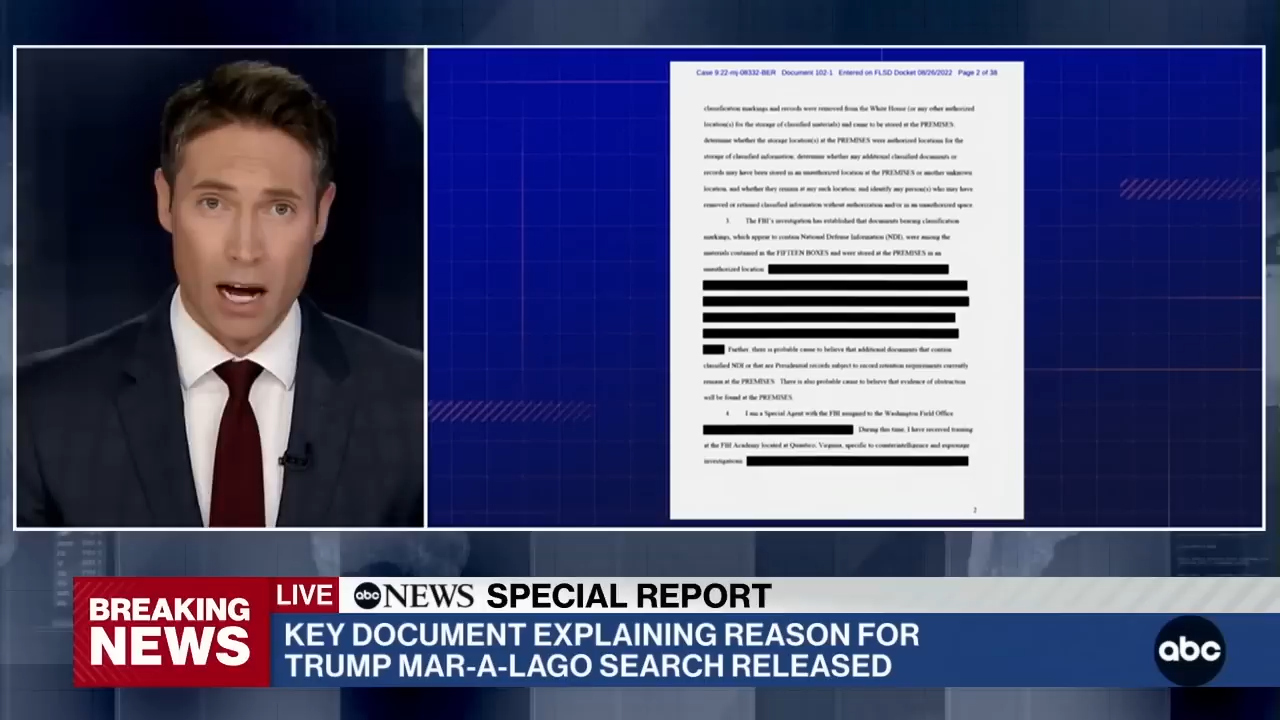 Case 9:22-mj-08332-BER Document 102-1 Entered on FLSD Docket 08/26/2022 Page 2 of 38
classification markings and records were removed from the White House (or any other authorized
location(s) for the storage of classified materials) and came to be stored at the PREMISES;
determine whether the storage location(s) at the PREMISES were authorized locations for the
storage of classified information; determine whether any additional classified documents or
records may have been stored in an unauthorized location at the PREMISES or another unknown
location, and whether they remain at any such location; and identify any person(s) who may have
removed or retained classified information without authorization and/or in an unauthorized space.
3. The FBI's investigation has established that documents bearing classification
markings, which appear to contain National Defense Information (NDI), were among the
materials contained in the FIFTEEN BOXES and were stored at the PREMISES in an
unauthorized location.
Further, there is probable cause to believe that additional documents that contain
classified NDI or that are Presidential records subject to record retention requirements currently
remain at the PREMISES. There is also probable cause to believe that evidence of obstruction
will be found at the PREMISES.
4. I am a Special Agent with the FBI assigned to the Washington Field Office
During this time, I have received training
at the FBI Academy located at Quantico, Virginia, specific to counterintelligence and espionage
investigations.
2
BREAKING
NEWS
LIVE abc NEWS SPECIAL REPORT
KEY DOCUMENT EXPLAINING REASON FOR
TRUMP MAR-A-LAGO SEARCH RELEASED
abc